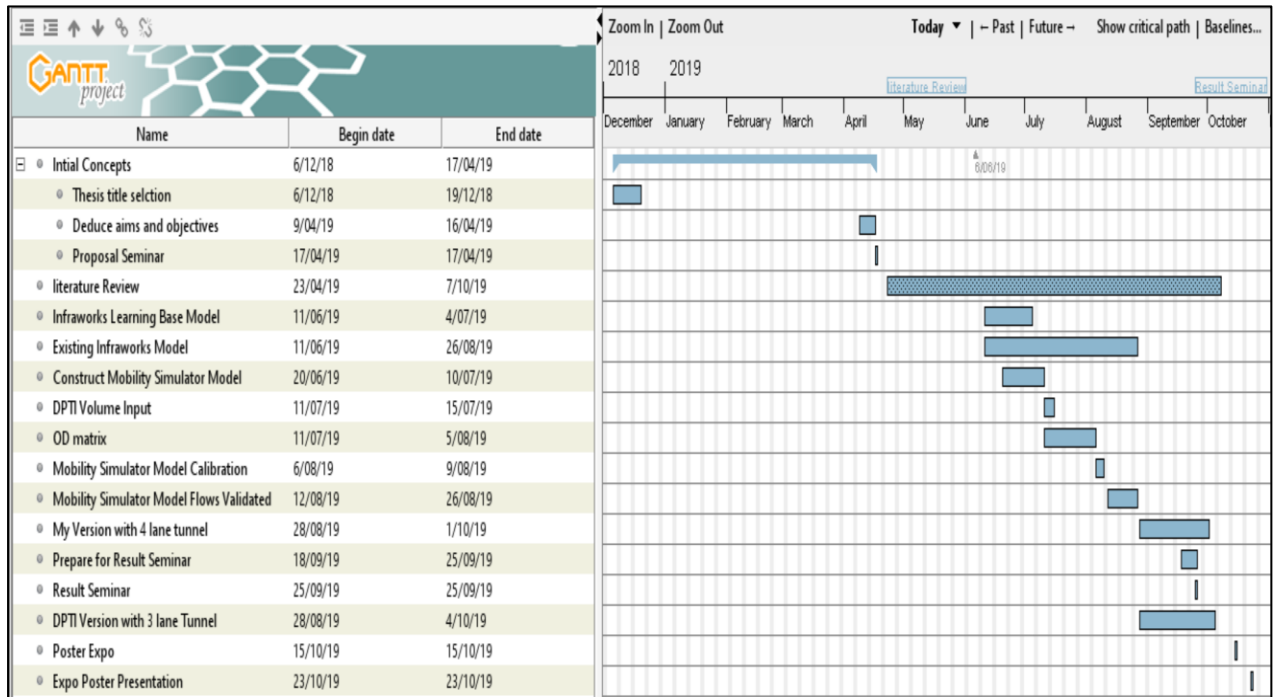 Zoom In | Zoom Out Today ▼ | ← Past | Future → Show critical path | Baselines...
GANTT
project
2018 2019
literature Review Result Seminar
December January February March April May June July August September October
Name Begin date End date
Intial Concepts 6/12/18 17/04/19
6/06/19
Thesis title selction 6/12/18 19/12/18
Deduce aims and objectives 9/04/19 16/04/19
Proposal Seminar 17/04/19 17/04/19
literature Review 23/04/19 7/10/19
Infraworks Learning Base Model 11/06/19 4/07/19
Existing Infraworks Model 11/06/19 26/08/19
Construct Mobility Simulator Model 20/06/19 10/07/19
DPTI Volume Input 11/07/19 15/07/19
OD matrix 11/07/19 5/08/19
Mobility Simulator Model Calibration 6/08/19 9/08/19
Mobility Simulator Model Flows Validated 12/08/19 26/08/19
My Version with 4 lane tunnel 28/08/19 1/10/19
Prepare for Result Seminar 18/09/19 25/09/19
Result Seminar 25/09/19 25/09/19
DPTI Version with 3 lane Tunnel 28/08/19 4/10/19
Poster Expo 15/10/19 15/10/19
Expo Poster Presentation 23/10/19 23/10/19